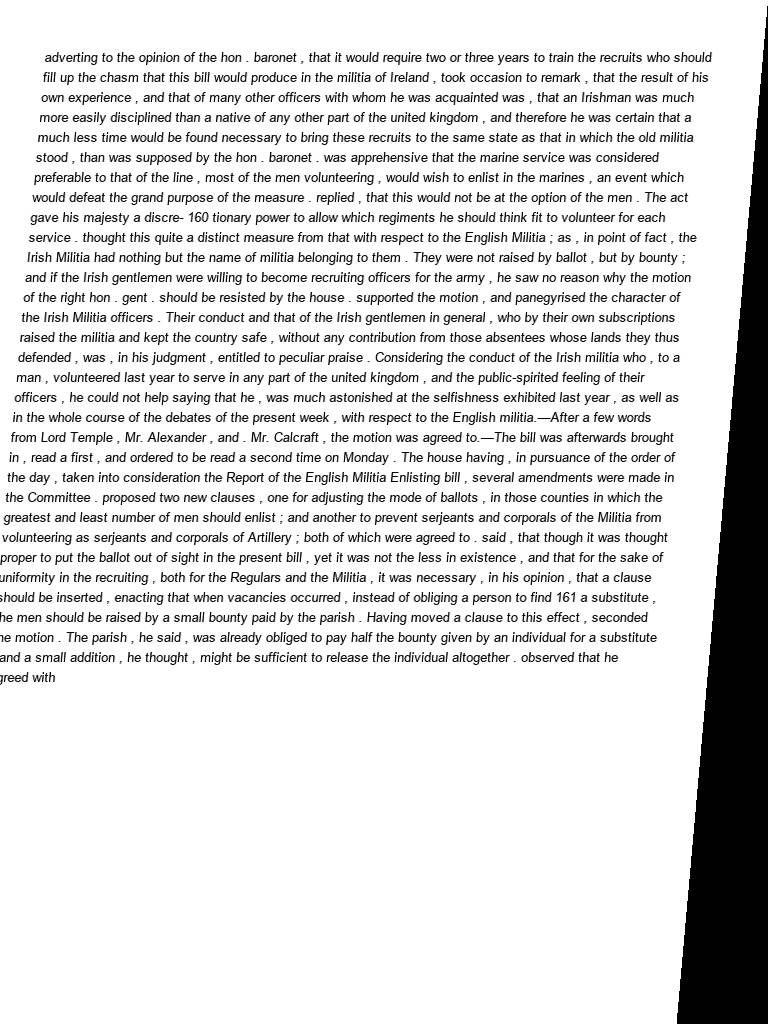 adverting to the opinion of the hon . baronet , that it would require two or three years to train the recruits who should
fill up the chasm that this bill would produce in the militia of Ireland , took occasion to remark , that the result of his
own experience , and that of many other officers with whom he was acquainted was , that an Irishman was much
more easily disciplined than a native of any other part of the united kingdom , and therefore he was certain that a
much less time would be found necessary to bring these recruits to the same state as that in which the old militia
stood , than was supposed by the hon . baronet . was apprehensive that the marine service was considered
preferable to that of the line , most of the men volunteering , would wish to enlist in the marines , an event which
would defeat the grand purpose of the measure . replied , that this would not be at the option of the men . The act
gave his majesty a discre- 160 tionary power to allow which regiments he should think fit to volunteer for each
service . thought this quite a distinct measure from that with respect to the English Militia ; as , in point of fact , the
Irish Militia had nothing but the name of militia belonging to them . They were not raised by ballot , but by bounty ;
and if the Irish gentlemen were willing to become recruiting officers for the army , he saw no reason why the motion
of the right hon . gent . should be resisted by the house . supported the motion , and panegyrised the character of
the Irish Militia officers . Their conduct and that of the Irish gentlemen in general , who by their own subscriptions
raised the militia and kept the country safe , without any contribution from those absentees whose lands they thus
defended , was , in his judgment , entitled to peculiar praise . Considering the conduct of the Irish militia who , to a
man , volunteered last year to serve in any part of the united kingdom , and the public-spirited feeling of their
officers , he could not help saying that he , was much astonished at the selfishness exhibited last year , as well as
in the whole course of the debates of the present week , with respect to the English militia.—After a few words
from Lord Temple , Mr. Alexander , and . Mr. Calcraft , the motion was agreed to.—The bill was afterwards brought
in , read a first , and ordered to be read a second time on Monday . The house having , in pursuance of the order of
the day , taken into consideration the Report of the English Militia Enlisting bill , several amendments were made in
the Committee . proposed two new clauses , one for adjusting the mode of ballots , in those counties in which the
greatest and least number of men should enlist ; and another to prevent serjeants and corporals of the Militia from
volunteering as serjeants and corporals of Artillery ; both of which were agreed to . said , that though it was thought
proper to put the ballot out of sight in the present bill , yet it was not the less in existence , and that for the sake of
uniformity in the recruiting , both for the Regulars and the Militia , it was necessary , in his opinion , that a clause
should be inserted , enacting that when vacancies occurred , instead of obliging a person to find 161 a substitute ,
he men should be raised by a small bounty paid by the parish . Having moved a clause to this effect , seconded
he motion . The parish , he said , was already obliged to pay half the bounty given by an individual for a substitute
and a small addition , he thought , might be sufficient to release the individual altogether . observed that he
greed with